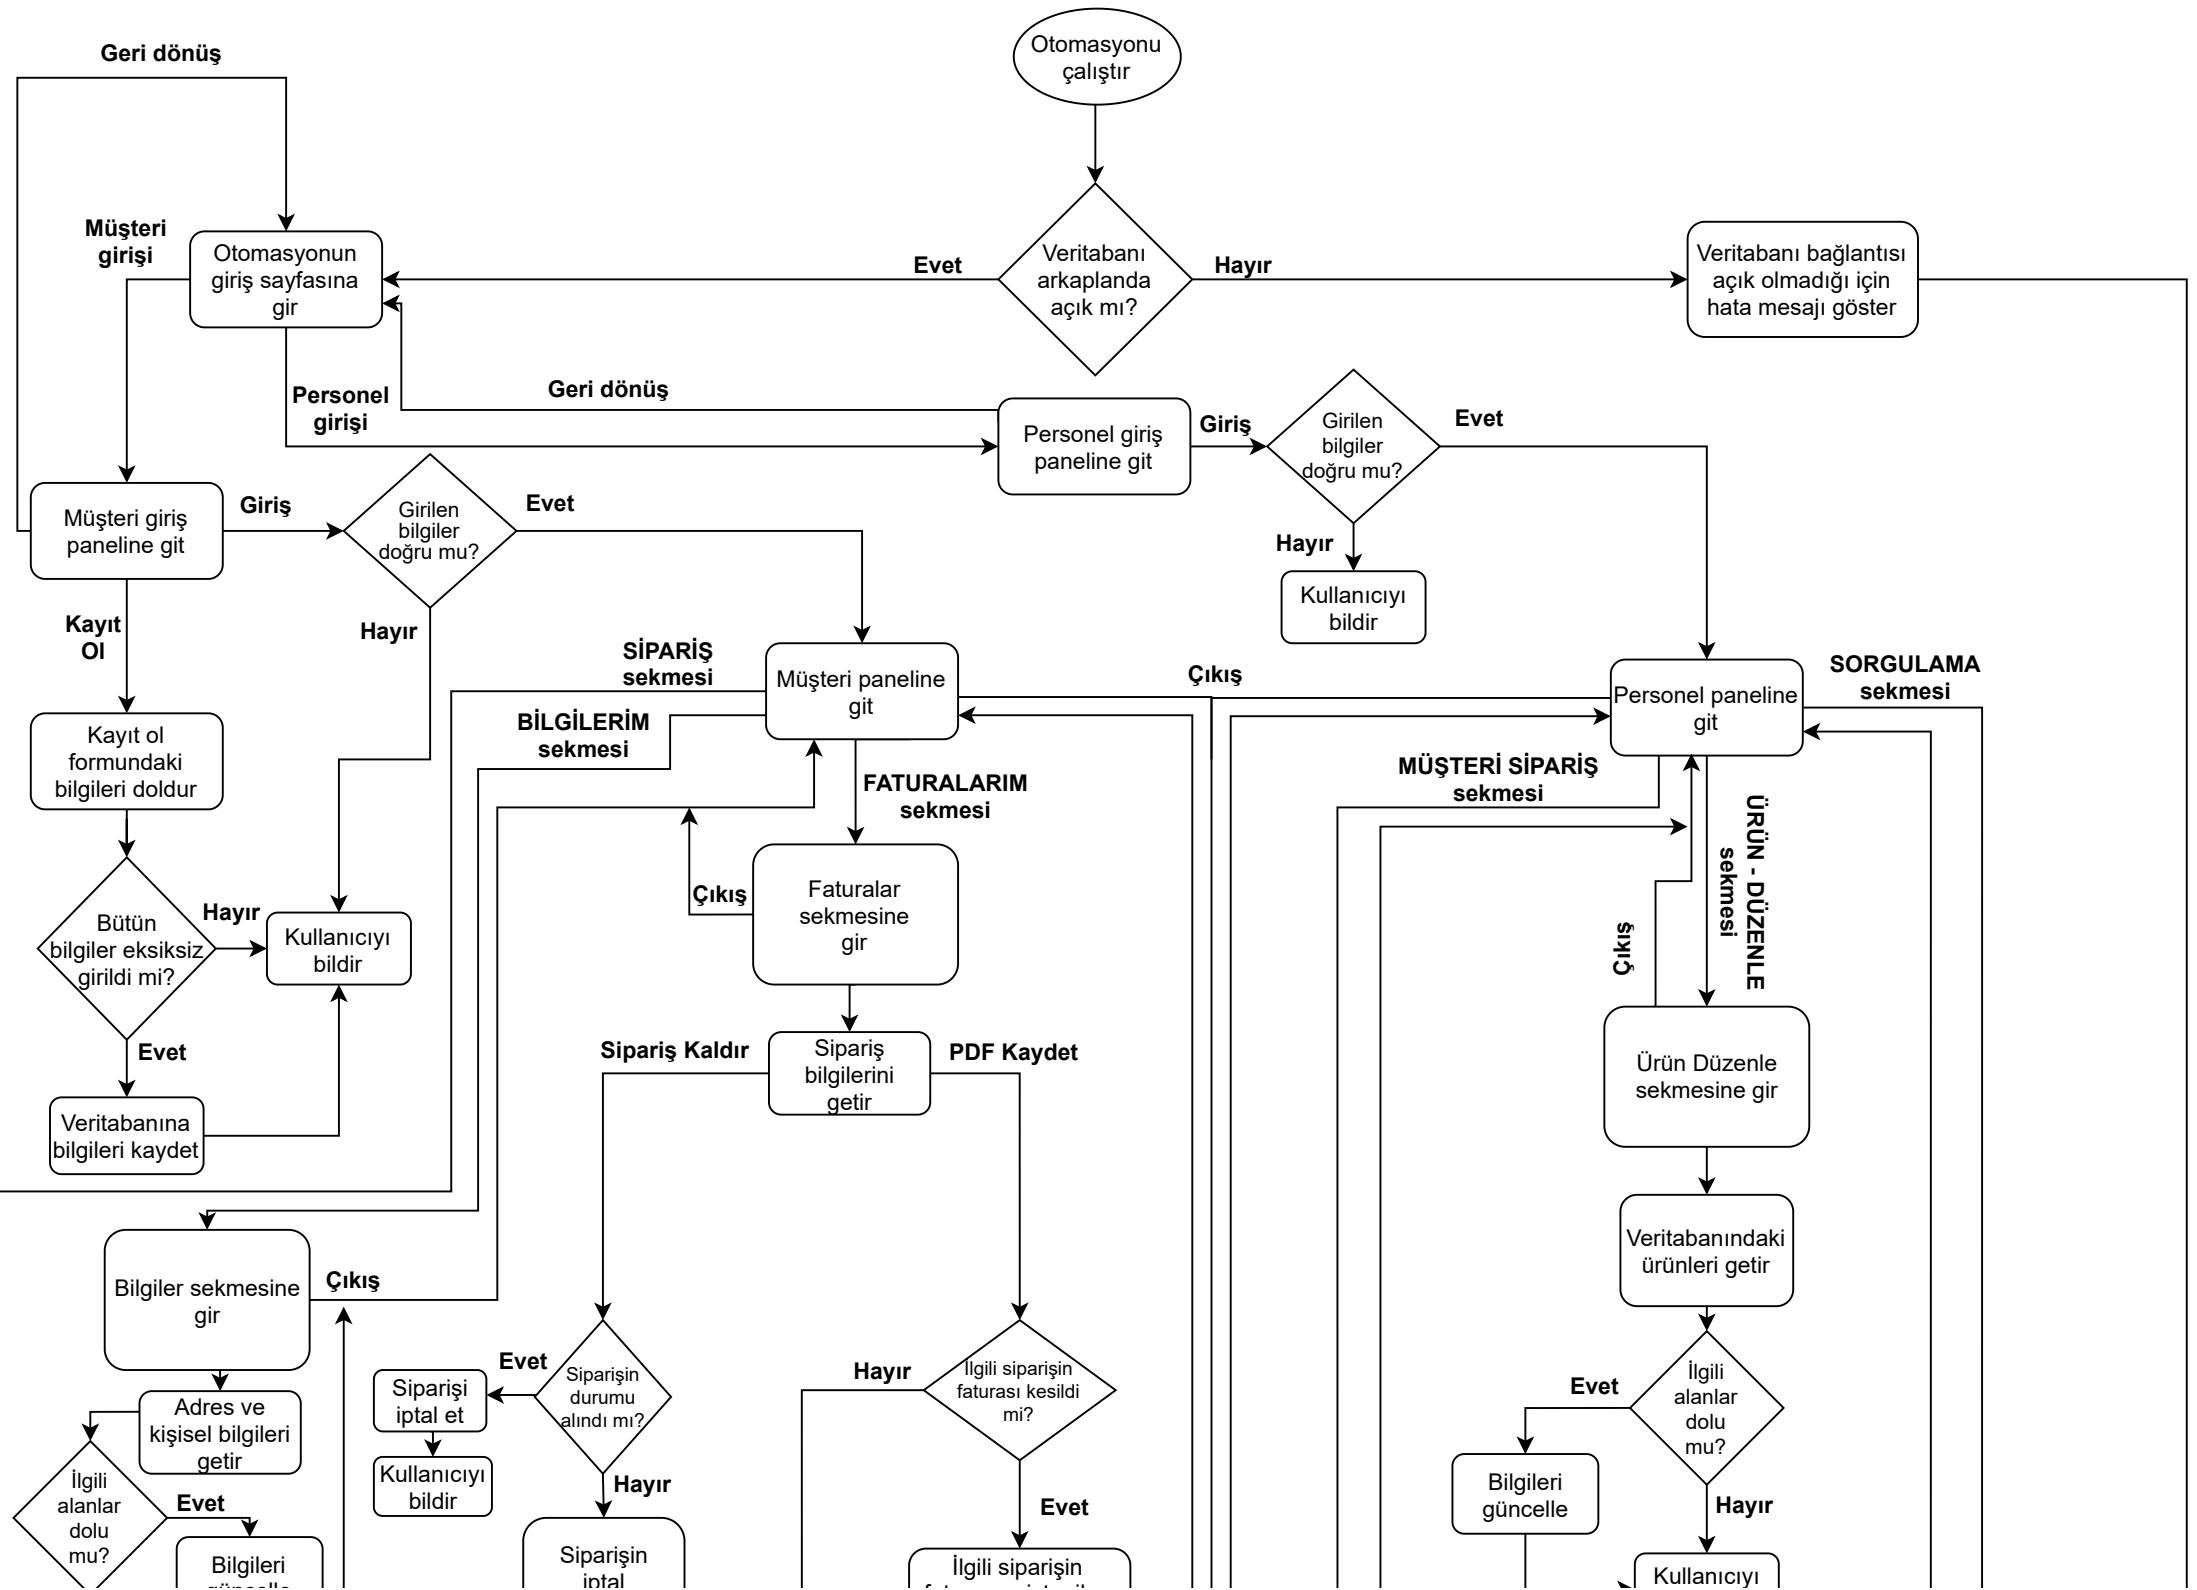 Otomasyonu
çalıştır
Geri dönüş
Müşteri
girişi
Otomasyonun
giriş sayfasına
gir
Evet
Veritabanı
arkaplanda
açık mı?
Hayır
Veritabanı bağlantısı
açık olmadığı için
hata mesajı göster
Personel
girişi
Geri dönüş
Personel giriş
paneline git
Giriş
Girilen
bilgiler
doğru mu?
Evet
Hayır
Kullanıcıyı
bildir
Müşteri giriş
paneline git
Giriş
Girilen
bilgiler
doğru mu?
Evet
Hayır
Kayıt
Ol
Kayıt ol
formundaki
bilgileri doldur
Bütün
bilgiler eksiksiz
girildi mi?
Hayır
Kullanıcıyı
bildir
Evet
Veritabanına
bilgileri kaydet
SİPARİŞ
sekmesi
BİLGİLERİM
sekmesi
Müşteri paneline
git
FATURALARIM
sekmesi
Çıkış
Faturalar
sekmesine
gir
Çıkış
Personel paneline
git
SORGULAMA
sekmesi
MÜŞTERİ SİPARİŞ
sekmesi
ÜRÜN - DÜZENLE
sekmesi
Çıkış
Ürün Düzenle
sekmesine gir
Sipariş Kaldır
Sipariş
bilgilerini
getir
PDF Kaydet
Veritabanındaki
ürünleri getir
Bilgiler sekmesine
gir
Çıkış
Adres ve
kişisel bilgileri
getir
İlgili
alanlar
dolu
mu?
Evet
Bilgileri
güncelle
Evet
Siparişi
iptal et
Kullanıcıyı
bildir
Siparişin
durumu
alındı mı?
Hayır
Siparişin
iptal
Hayır
İlgili siparişin
faturası kesildi
mi?
Evet
İlgili siparişin
Evet
İlgili
alanlar
dolu
mu?
Bilgileri
güncelle
Hayır
Kullanıcıyı